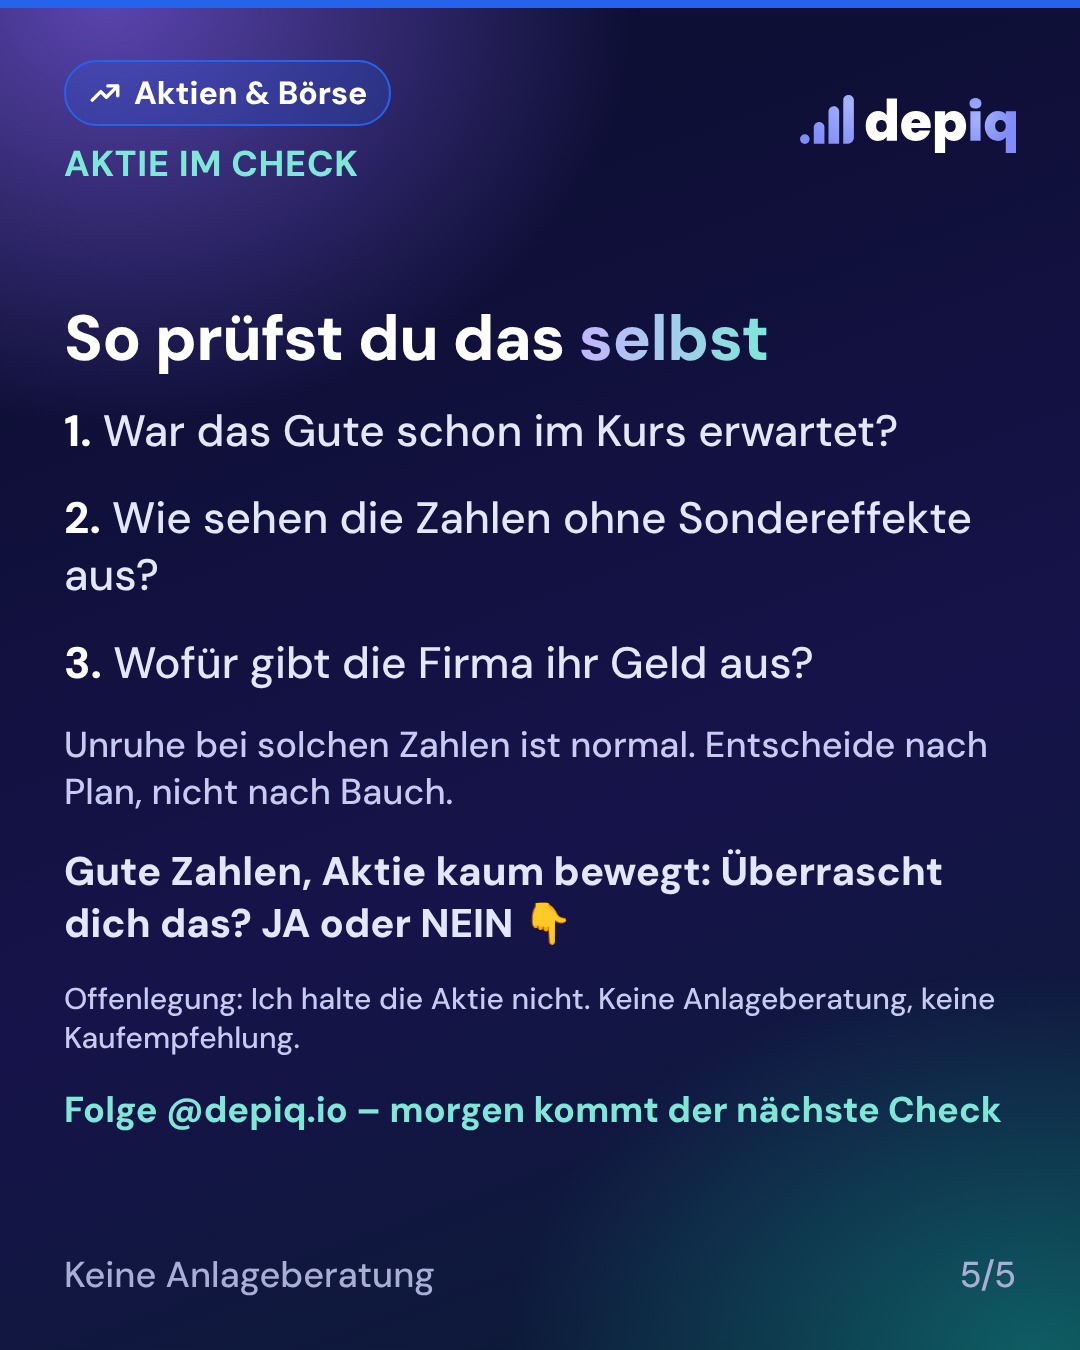 Aktien & Börse
depiq
AKTIE IM CHECK
So prüfst du das selbst
1. War das Gute schon im Kurs erwartet?
2. Wie sehen die Zahlen ohne Sondereffekte
aus?
3. Wofür gibt die Firma ihr Geld aus?
Unruhe bei solchen Zahlen ist normal. Entscheide nach
Plan, nicht nach Bauch.
Gute Zahlen, Aktie kaum bewegt: Überrascht
dich das? JA oder NEIN 👇
Offenlegung: Ich halte die Aktie nicht. Keine Anlageberatung, keine
Kaufempfehlung.
Folge @depiq.io – morgen kommt der nächste Check
Keine Anlageberatung
5/5